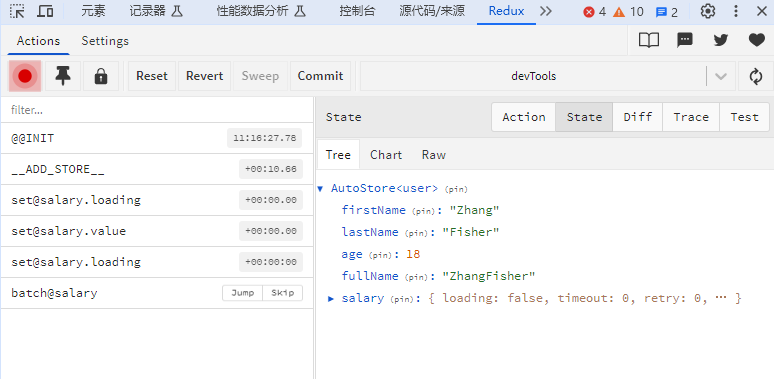 元素 记录器 性能数据分析 控制台 源代码/来源 Redux 4 10 2
Actions Settings
Reset Revert Sweep Commit devTools
filter...
@@INIT 11:16:27.78
__ADD_STORE__ +00:10.66
set@salary.loading +00:00.00
set@salary.value +00:00.00
set@salary.loading +00:00:00
batch@salary Jump Skip
State Action State Diff Trace Test
Tree Chart Raw
AutoStore<user> (pin)
firstName (pin): "Zhang"
lastName (pin): "Fisher"
age (pin): 18
fullName (pin): "ZhangFisher"
salary (pin): { loading: false, timeout: 0, retry: 0, … }